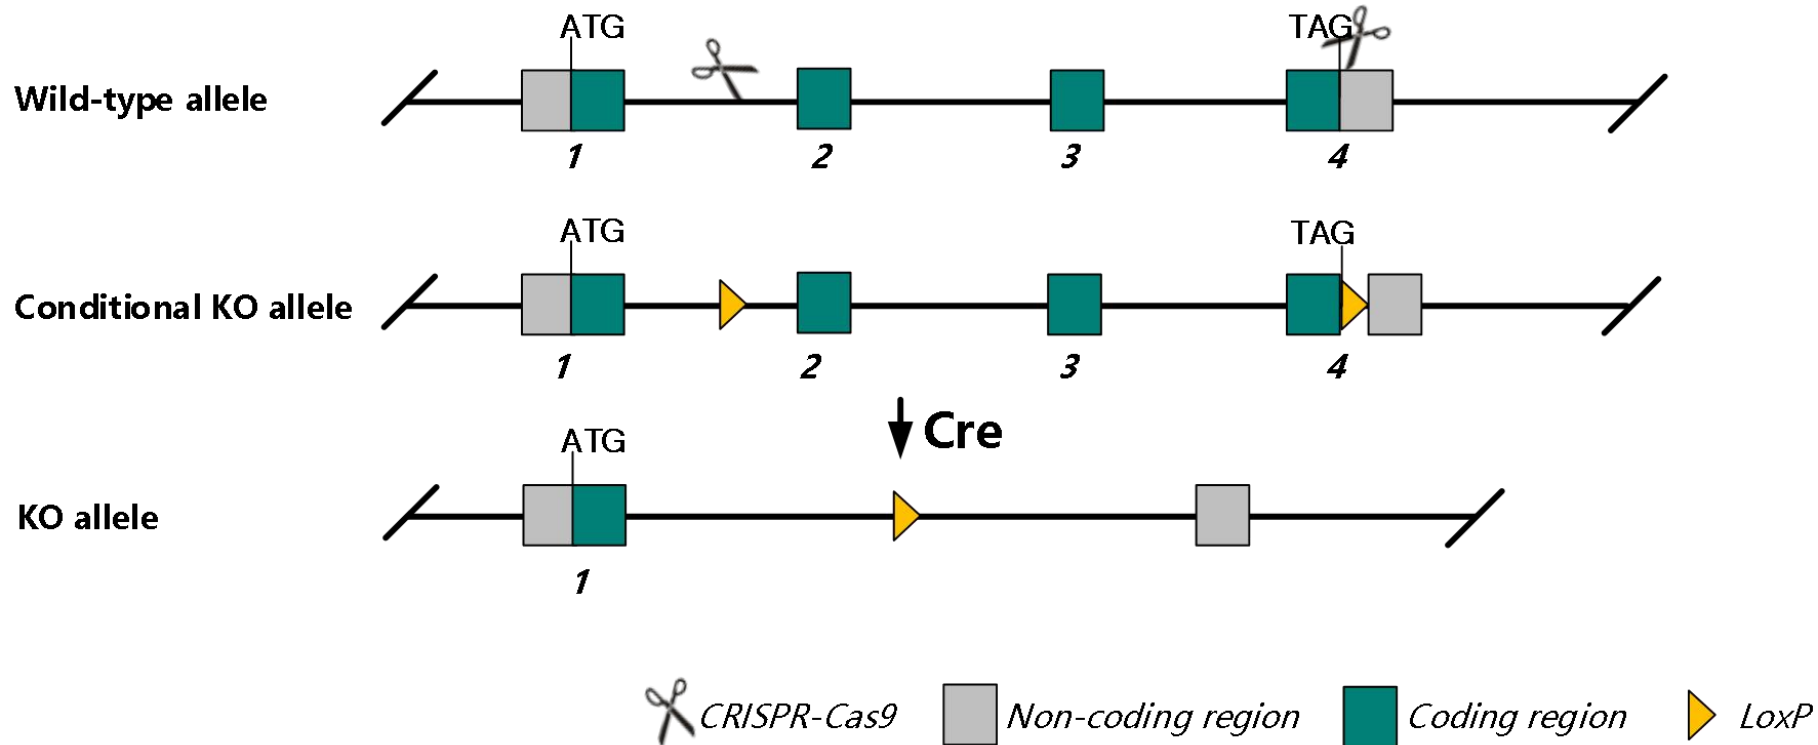 ATG TAG
Wild-type allele
1 2 3 4
ATG TAG
Conditional KO allele
1 2 3 4
Cre
ATG
KO allele
1
CRISPR-Cas9 Non-coding region Coding region LoxP